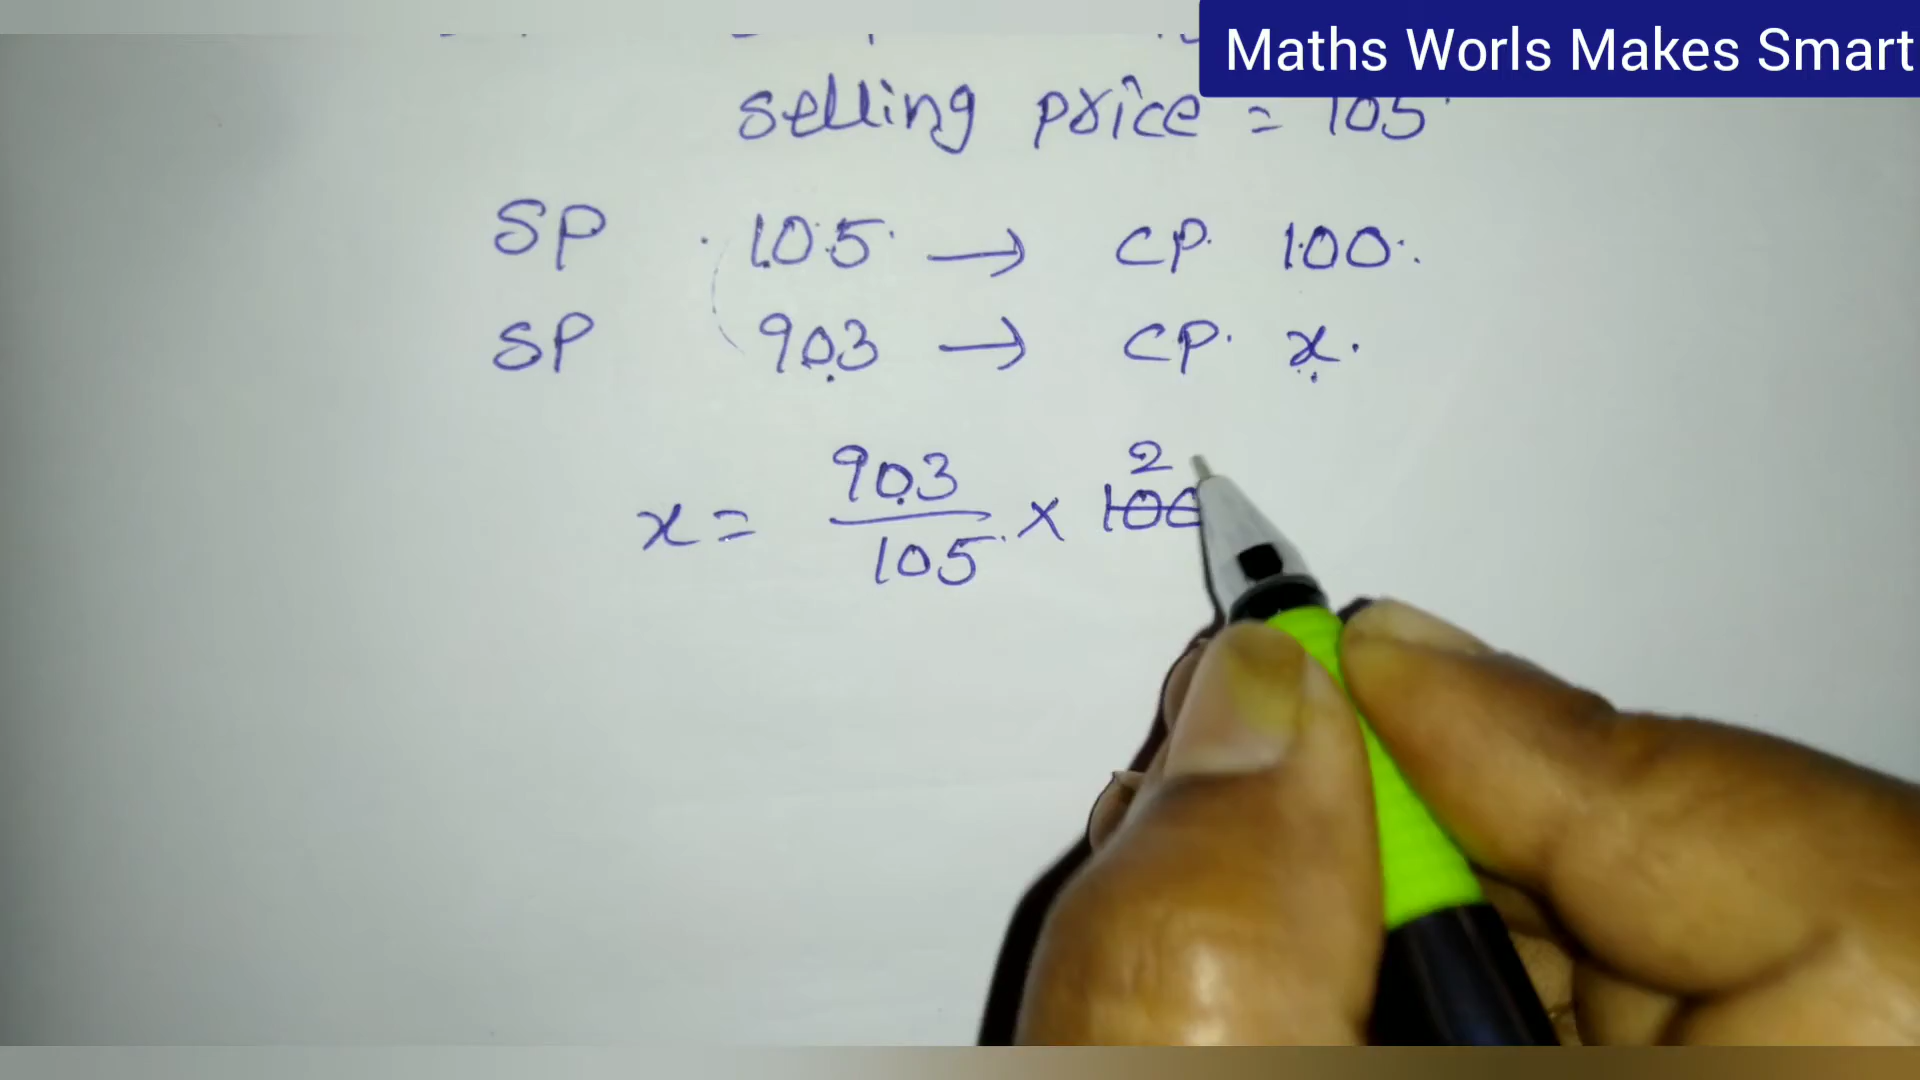 Maths Worls Makes Smart
selling price = 105
SP 105 → CP 100
SP 903 → CP x
2
x = 903/105 × 100